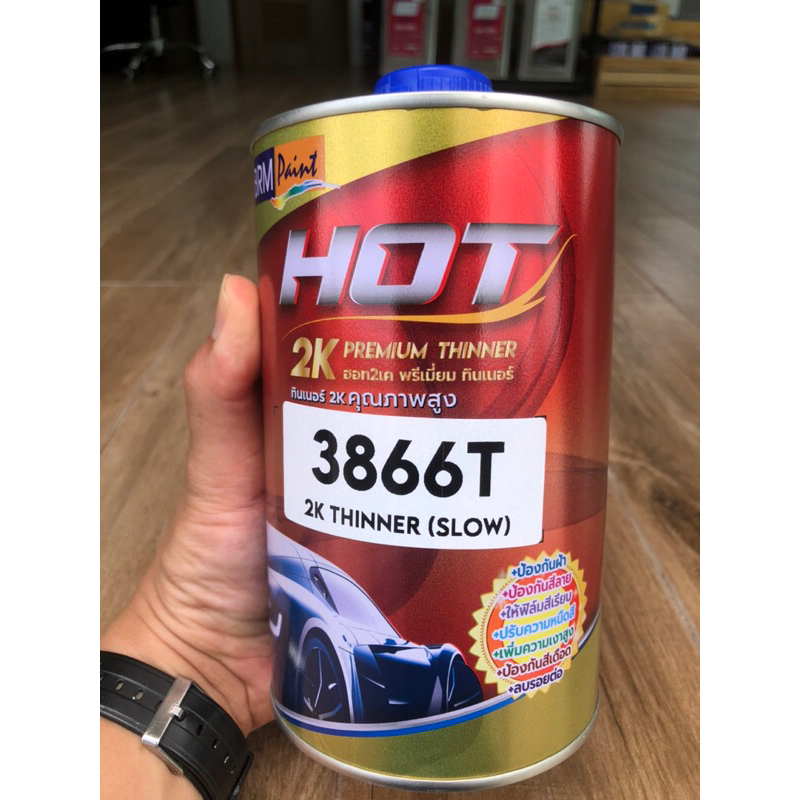 BRM Paint
HOT
2K PREMIUM THINNER
ฮอท2เค พรีเมี่ยม ทินเนอร์
ทินเนอร์ 2K คุณภาพสูง
3866T
2K THINNER (SLOW)
+ป้องกันฝ้า
+ป้องกันสีลาย
+ให้ฟิล์มสีเรียบ
+ปรับความหนืดสี
+เพิ่มความเงาสูง
+ป้องกันสีเดือด
+ลบรอยต่อ